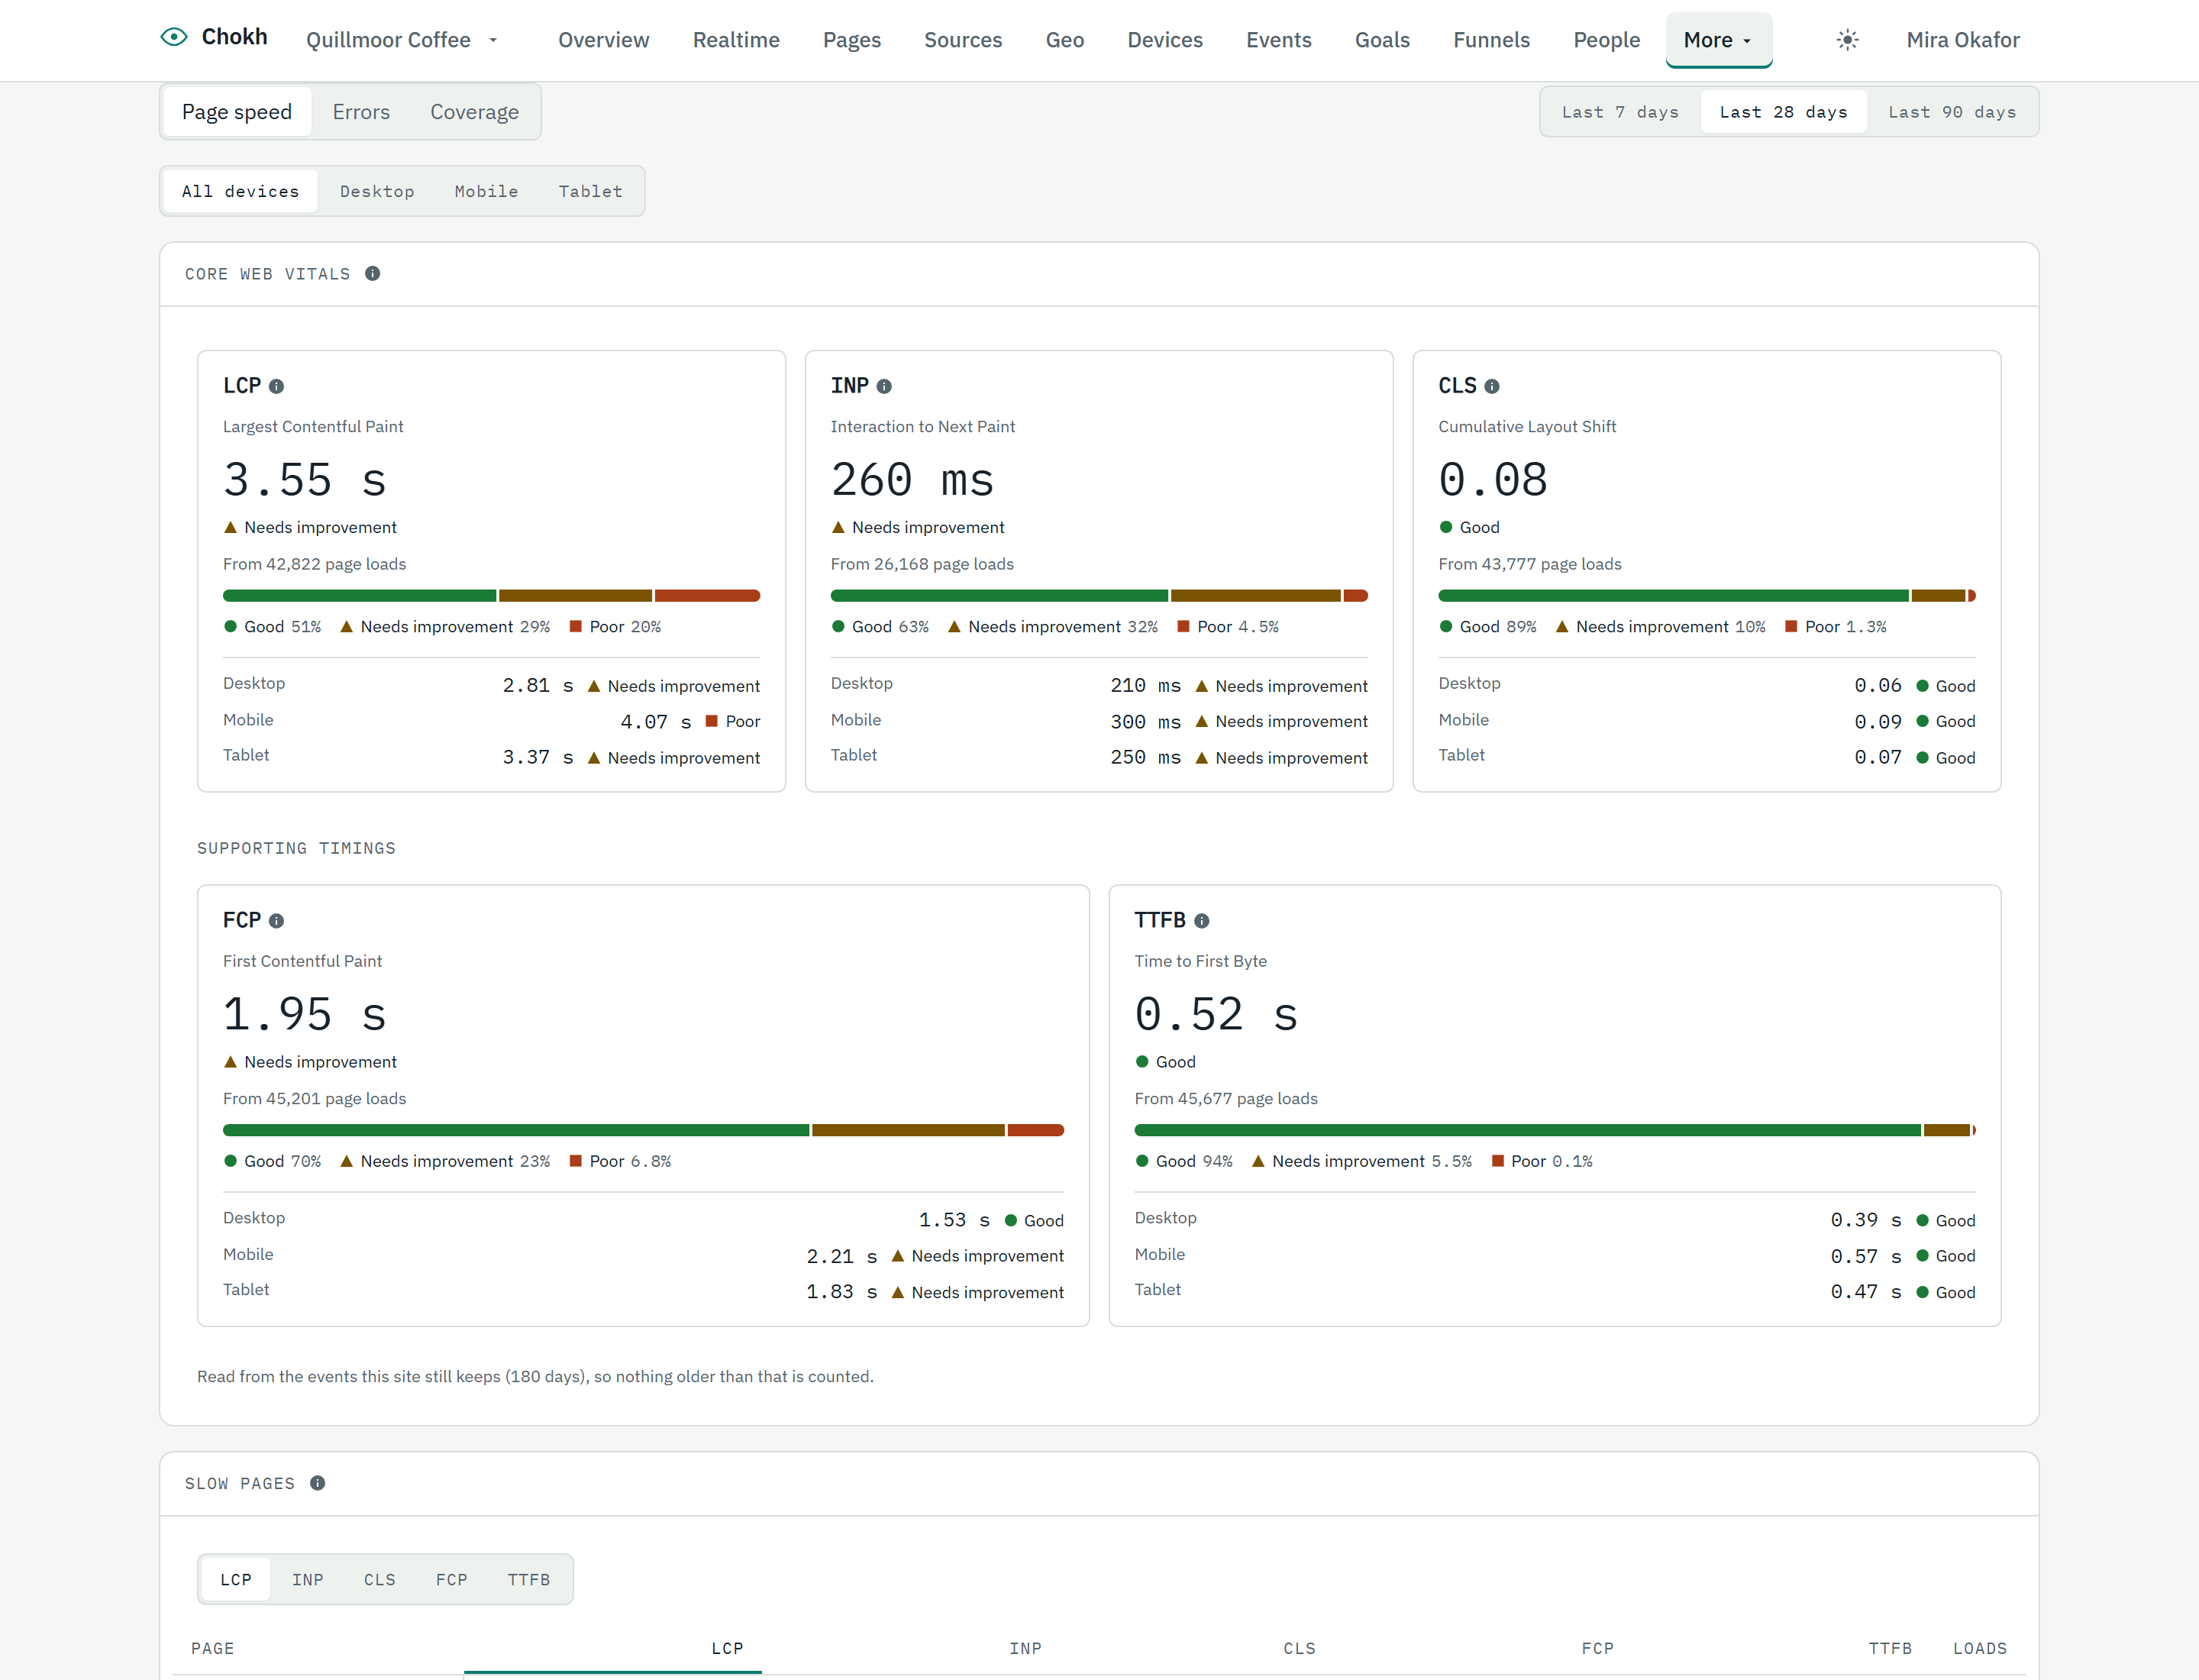 Chokh Quillmoor Coffee Overview Realtime Pages Sources Geo Devices Events Goals Funnels People More Mira Okafor
Page speed Errors Coverage Last 7 days Last 28 days Last 90 days
All devices Desktop Mobile Tablet
CORE WEB VITALS
LCP
Largest Contentful Paint
3.55 s
Needs improvement
From 42,822 page loads
Good 51% Needs improvement 29% Poor 20%
Desktop 2.81 s Needs improvement
Mobile 4.07 s Poor
Tablet 3.37 s Needs improvement
INP
Interaction to Next Paint
260 ms
Needs improvement
From 26,168 page loads
Good 63% Needs improvement 32% Poor 4.5%
Desktop 210 ms Needs improvement
Mobile 300 ms Needs improvement
Tablet 250 ms Needs improvement
CLS
Cumulative Layout Shift
0.08
Good
From 43,777 page loads
Good 89% Needs improvement 10% Poor 1.3%
Desktop 0.06 Good
Mobile 0.09 Good
Tablet 0.07 Good
SUPPORTING TIMINGS
FCP
First Contentful Paint
1.95 s
Needs improvement
From 45,201 page loads
Good 70% Needs improvement 23% Poor 6.8%
Desktop 1.53 s Good
Mobile 2.21 s Needs improvement
Tablet 1.83 s Needs improvement
TTFB
Time to First Byte
0.52 s
Good
From 45,677 page loads
Good 94% Needs improvement 5.5% Poor 0.1%
Desktop 0.39 s Good
Mobile 0.57 s Good
Tablet 0.47 s Good
Read from the events this site still keeps (180 days), so nothing older than that is counted.
SLOW PAGES
LCP INP CLS FCP TTFB
PAGE LCP INP CLS FCP TTFB LOADS